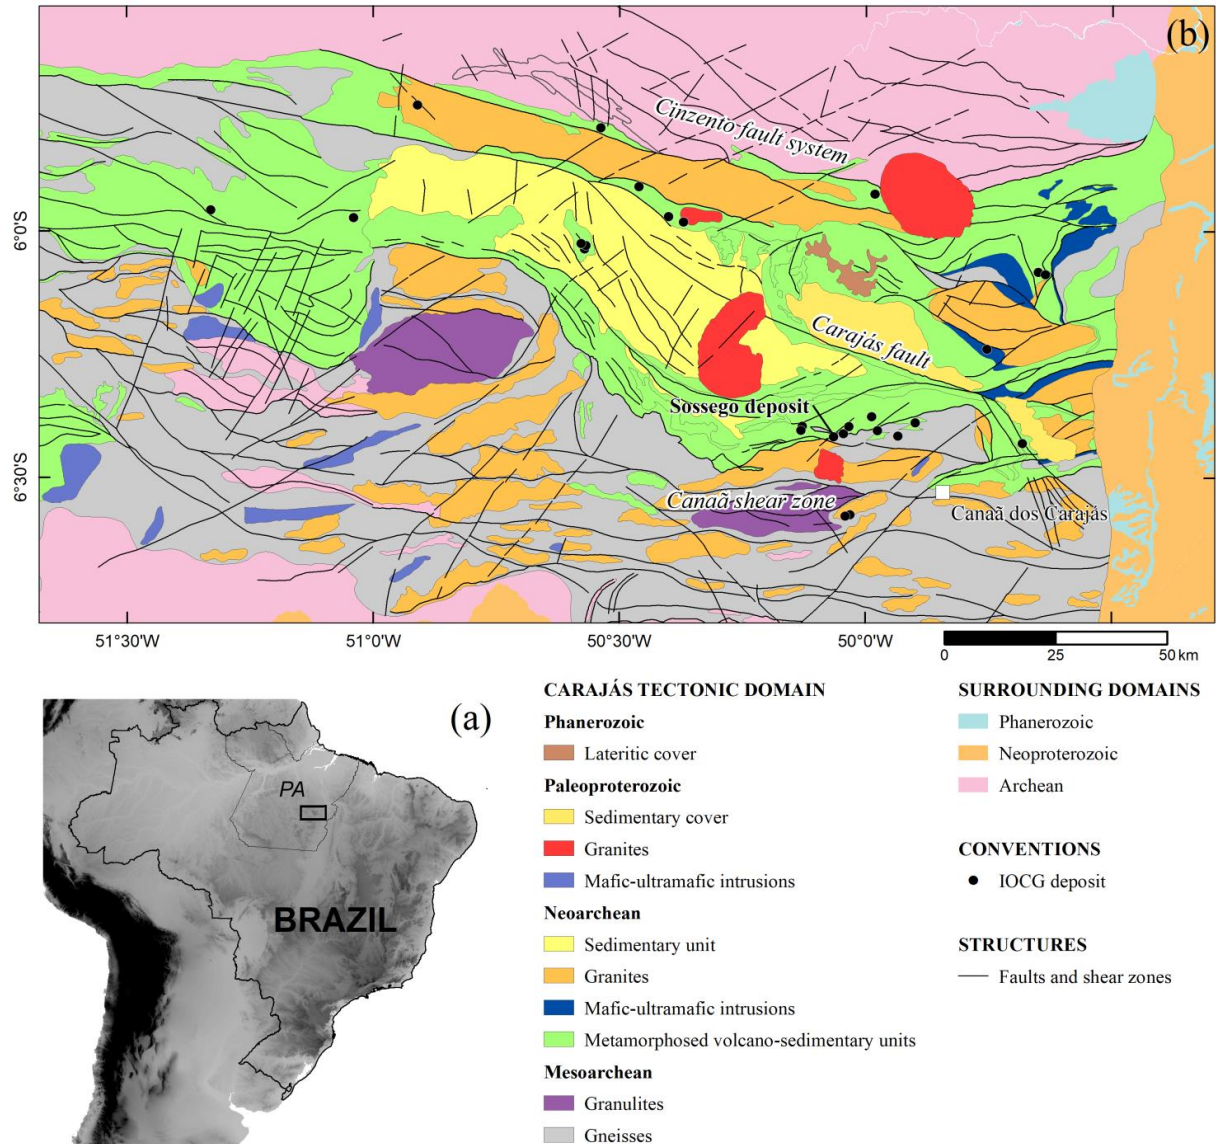 (b)
Cinzento fault system
6°0'S
Carajás fault
Sossego deposit
6°30'S
Canaã shear zone
Canaã dos Carajás
51°30'W 51°0'W 50°30'W 50°0'W
0 25 50 km
(a)
PA
BRAZIL
CARAJÁS TECTONIC DOMAIN
Phanerozoic
Lateritic cover
Paleoproterozoic
Sedimentary cover
Granites
Mafic-ultramafic intrusions
Neoarchean
Sedimentary unit
Granites
Mafic-ultramafic intrusions
Metamorphosed volcano-sedimentary units
Mesoarchean
Granulites
Gneisses
SURROUNDING DOMAINS
Phanerozoic
Neoproterozoic
Archean
CONVENTIONS
IOCG deposit
STRUCTURES
Faults and shear zones